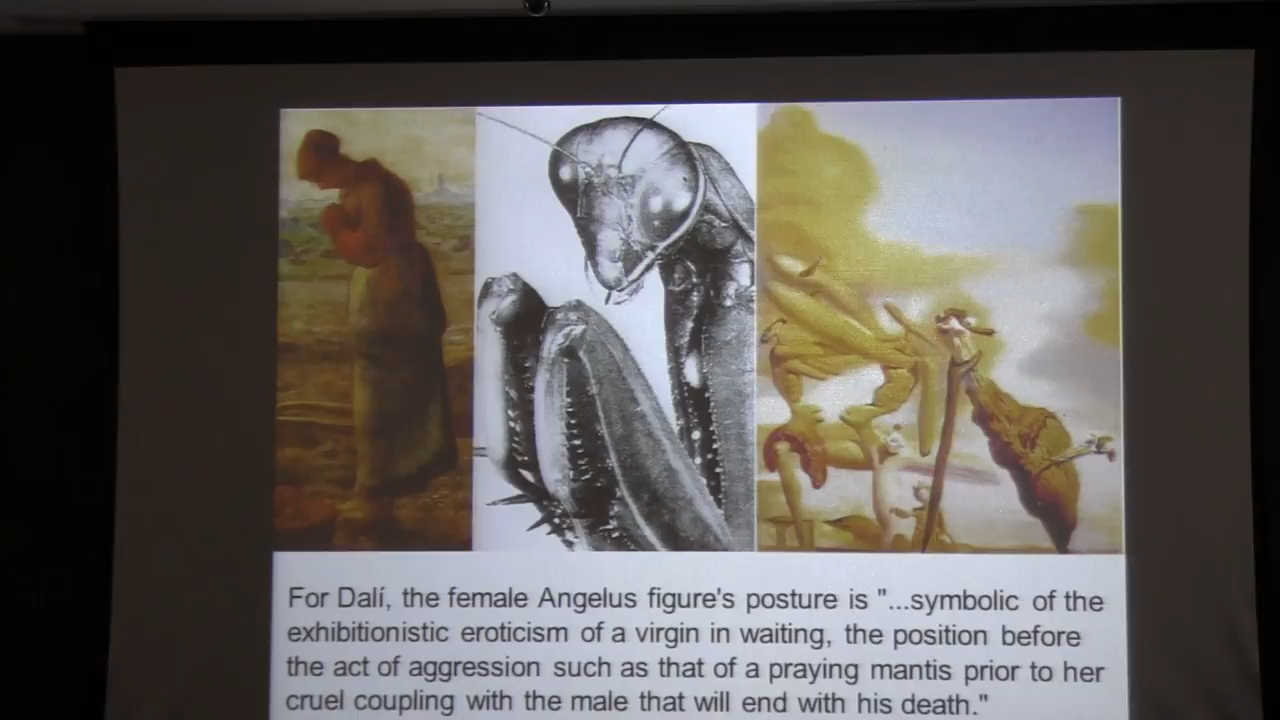 For Dalí, the female Angelus figure's posture is "...symbolic of the
exhibitionistic eroticism of a virgin in waiting, the position before
the act of aggression such as that of a praying mantis prior to her
cruel coupling with the male that will end with his death."